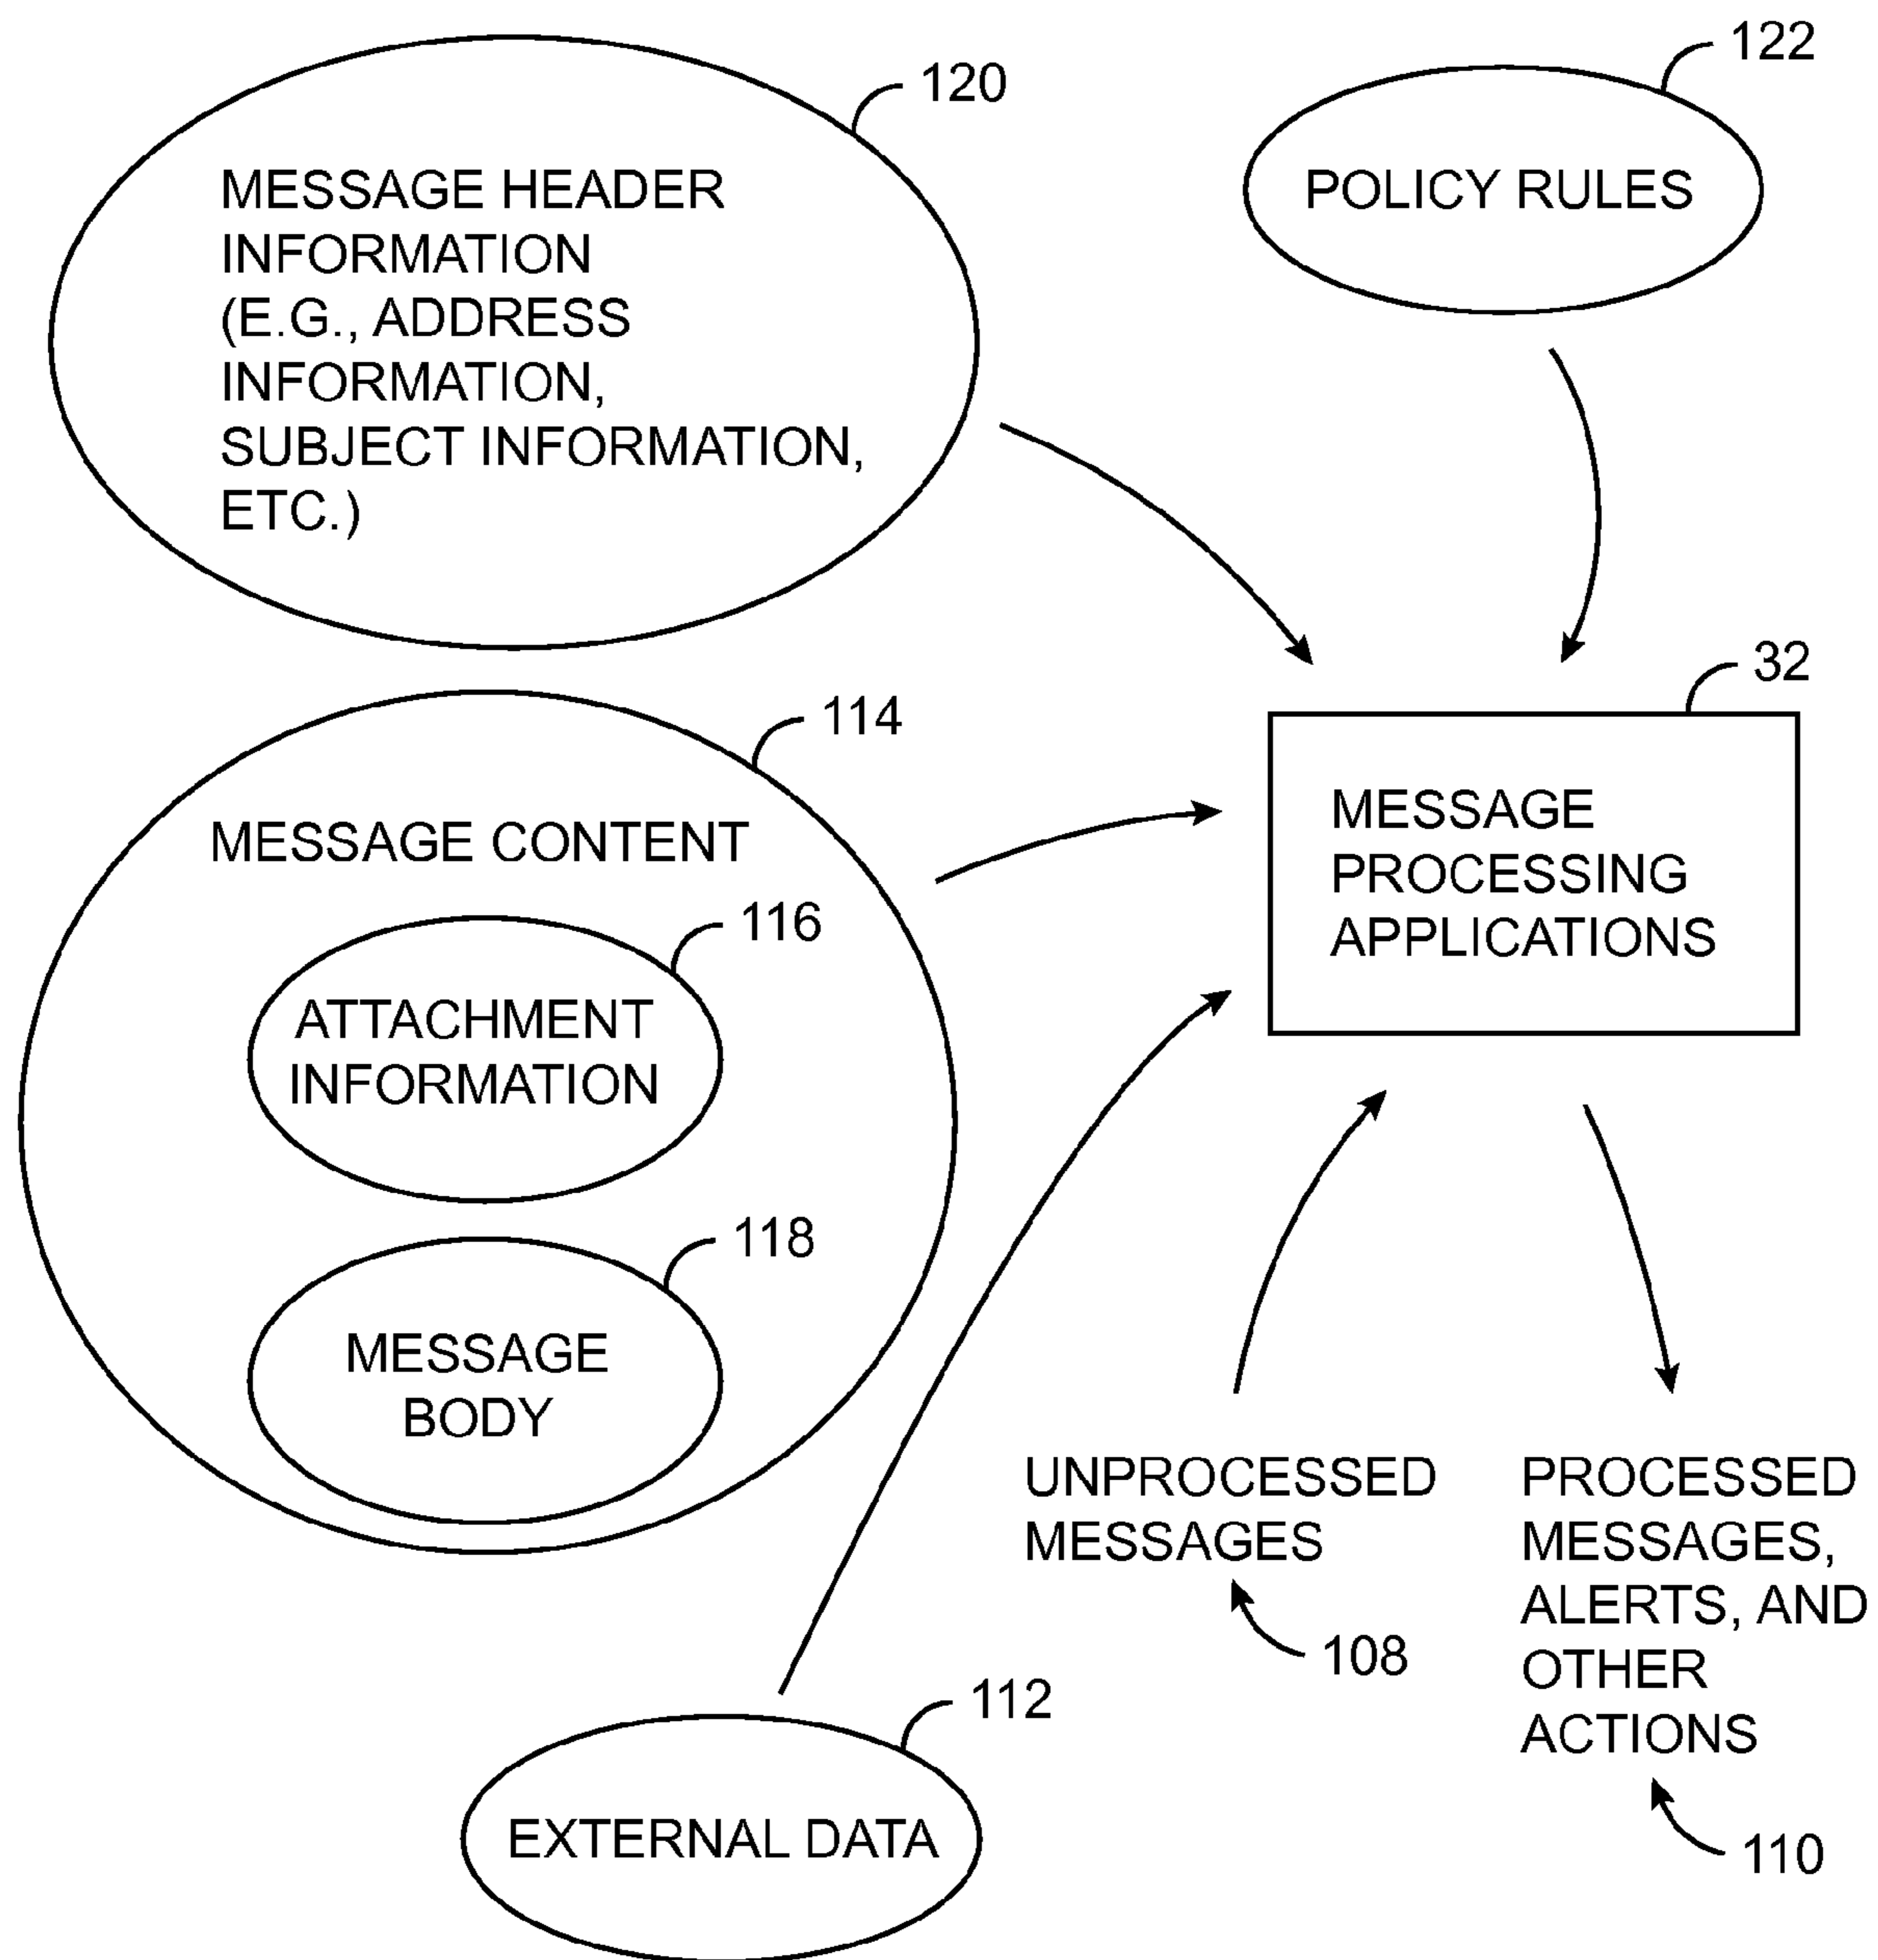 120
MESSAGE HEADER
INFORMATION
(E.G., ADDRESS
INFORMATION,
SUBJECT INFORMATION,
ETC.)
122
POLICY RULES
114
MESSAGE CONTENT
116
ATTACHMENT
INFORMATION
118
MESSAGE
BODY
32
MESSAGE
PROCESSING
APPLICATIONS
UNPROCESSED
MESSAGES
108
PROCESSED
MESSAGES,
ALERTS, AND
OTHER
ACTIONS
110
112
EXTERNAL DATA